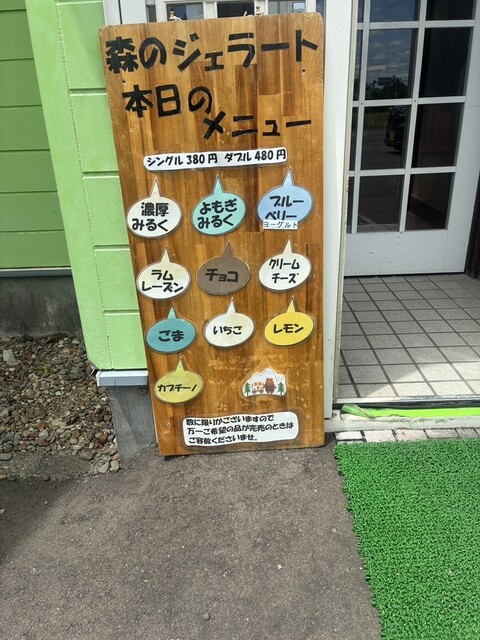 森のジェラート
本日の
メニュー
シングル 380円 ダブル 480円
濃厚
みるく
よもぎ
みるく
ブルー
ベリー
ヨーグルト
ラム
レーズン
チョコ
クリーム
チーズ
ごま
いちご
レモン
カプチーノ
数に限りがございますので
万一ご希望の品が完売のときは
ご容赦くださいませ。